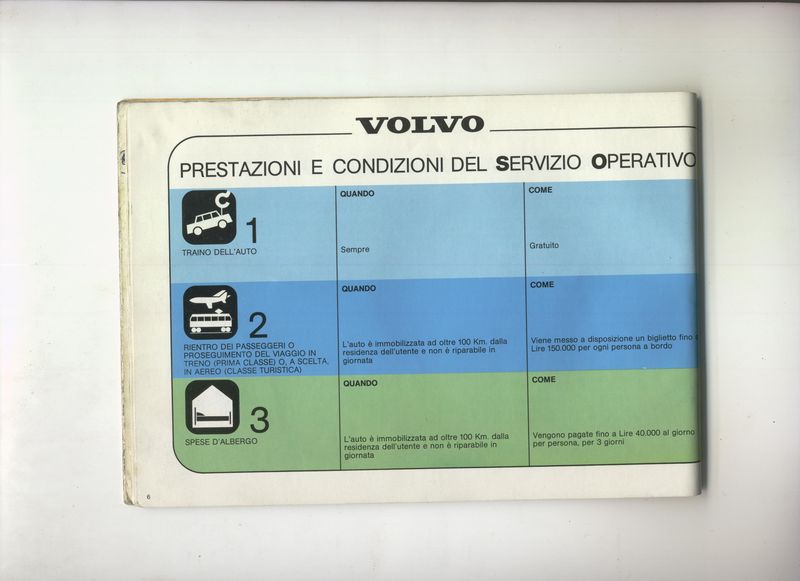 VOLVO
PRESTAZIONI E CONDIZIONI DEL SERVIZIO OPERATIVO
1
TRAINO DELL'AUTO
QUANDO
Sempre
COME
Gratuito
2
RIENTRO DEI PASSEGGERI O
PROSEGUIMENTO DEL VIAGGIO IN
TRENO (PRIMA CLASSE) O, A SCELTA,
IN AEREO (CLASSE TURISTICA)
QUANDO
L'auto è immobilizzata ad oltre 100 Km. dalla
residenza dell'utente e non è riparabile in
giornata
COME
Viene messo a disposizione un biglietto fino
Lire 150.000 per ogni persona a bordo
3
SPESE D'ALBERGO
QUANDO
L'auto è immobilizzata ad oltre 100 Km. dalla
residenza dell'utente e non è riparabile in
giornata
COME
Vengono pagate fino a Lire 40.000 al giorno
per persona, per 3 giorni
6